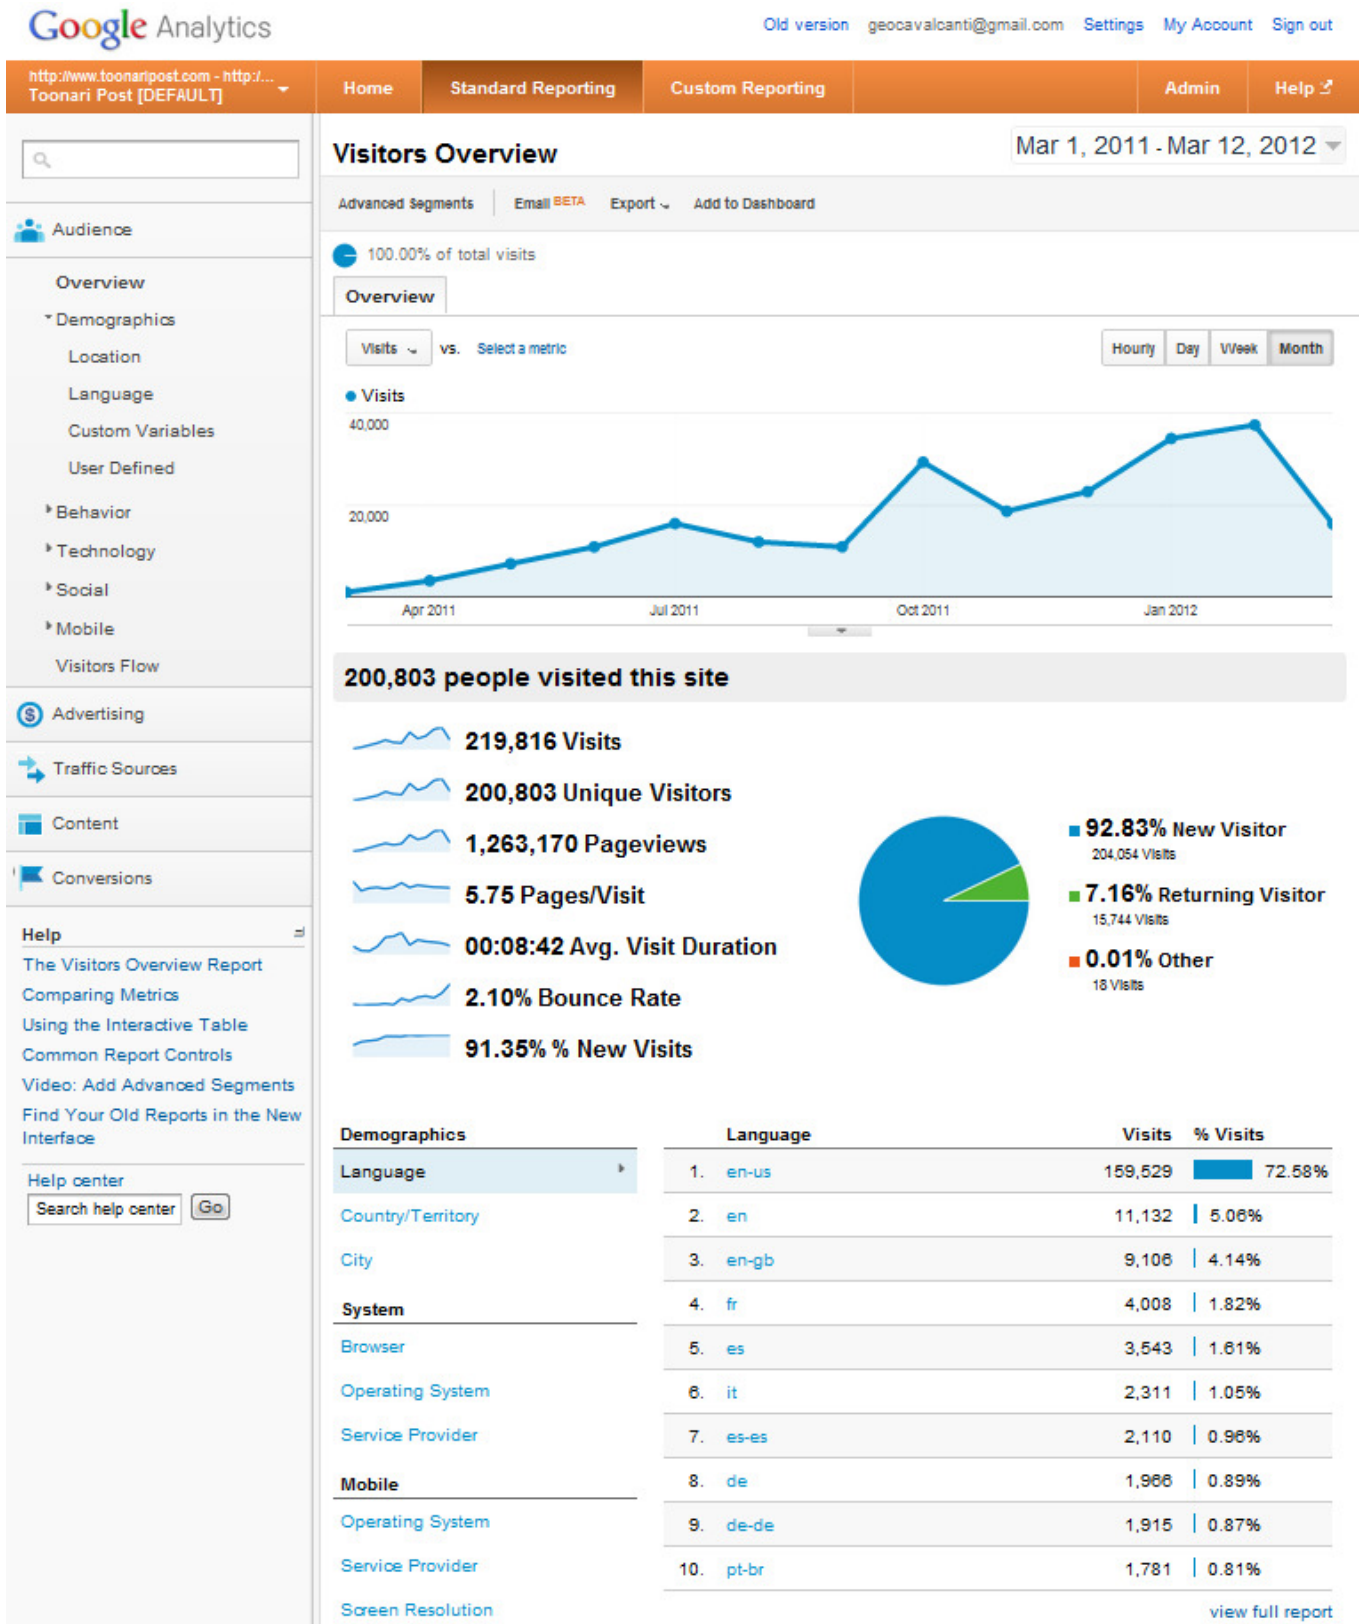 Google Analytics
Old version geocavalcanti@gmail.com Settings My Account Sign out
http://www.toonaripost.com - http:/...
Toonari Post [DEFAULT]
Home Standard Reporting Custom Reporting Admin Help
Visitors Overview
Mar 1, 2011 - Mar 12, 2012
Advanced Segments Email BETA Export Add to Dashboard
Audience
Overview
Demographics
Location
Language
Custom Variables
User Defined
Behavior
Technology
Social
Mobile
Visitors Flow
Advertising
Traffic Sources
Content
Conversions
Help
The Visitors Overview Report
Comparing Metrics
Using the Interactive Table
Common Report Controls
Video: Add Advanced Segments
Find Your Old Reports in the New
Interface
Help center
Search help center Go
100.00% of total visits
Overview
Visits vs. Select a metric
Hourly Day Week Month
Visits
40,000
20,000
Apr 2011 Jul 2011 Oct 2011 Jan 2012
200,803 people visited this site
219,816 Visits
200,803 Unique Visitors
1,263,170 Pageviews
5.75 Pages/Visit
00:08:42 Avg. Visit Duration
2.10% Bounce Rate
91.35% % New Visits
92.83% New Visitor
204,054 Visits
7.16% Returning Visitor
15,744 Visits
0.01% Other
18 Visits
Demographics
Language
Country/Territory
City
System
Browser
Operating System
Service Provider
Mobile
Operating System
Service Provider
Screen Resolution
Language Visits % Visits
1. en-us 159,529 72.58%
2. en 11,132 5.06%
3. en-gb 9,106 4.14%
4. fr 4,008 1.82%
5. es 3,543 1.61%
6. it 2,311 1.05%
7. es-es 2,110 0.96%
8. de 1,966 0.89%
9. de-de 1,915 0.87%
10. pt-br 1,781 0.81%
view full report